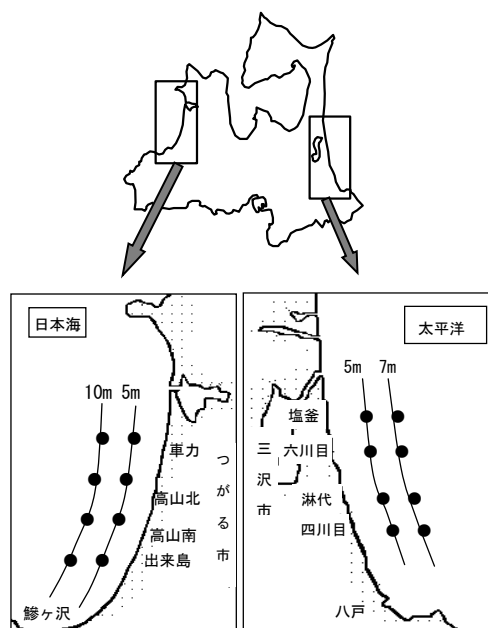 日本海
10m 5m
車力
高山北
高山南
出来島
つがる市
鰺ヶ沢
太平洋
5m 7m
塩釜
六川目
淋代
四川目
三沢市
八戸